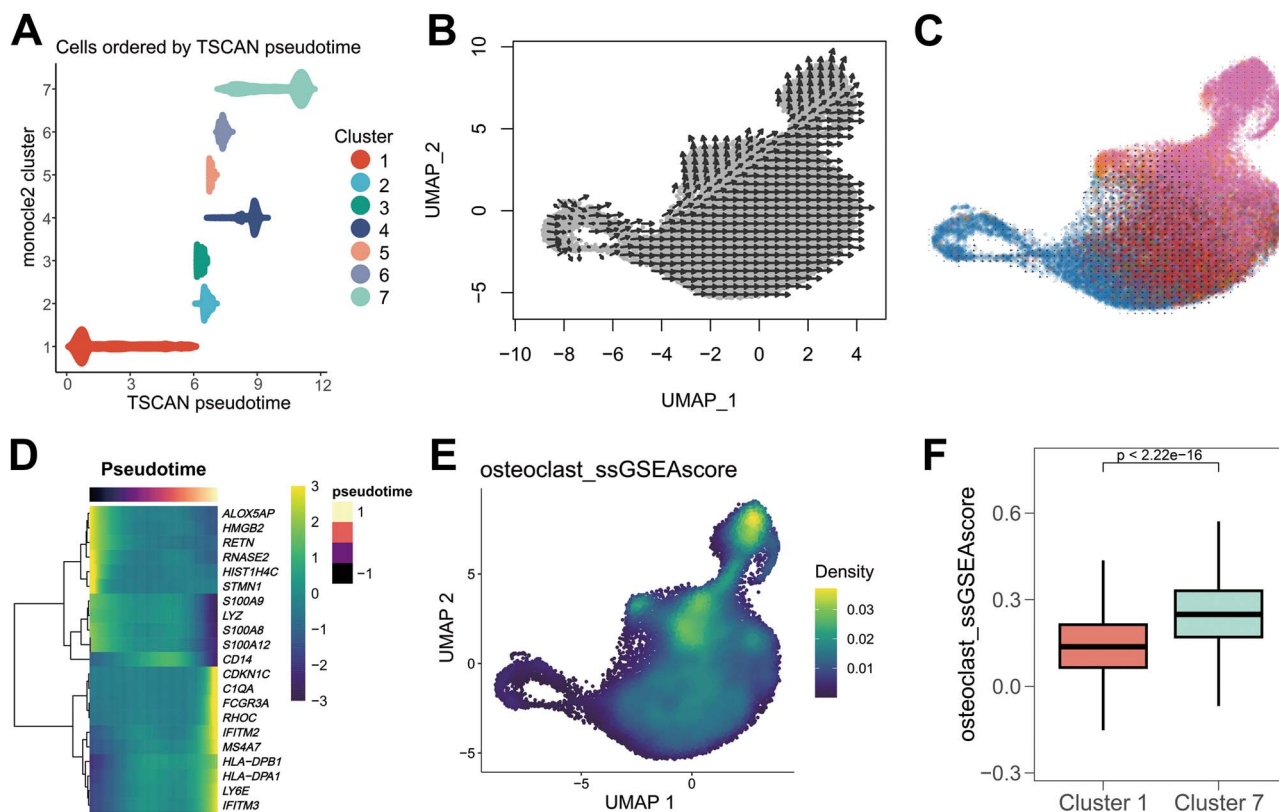 A
Cells ordered by TSCAN pseudotime
monocle2 cluster
7
6
5
4
3
2
1
0 3 6 9 12
TSCAN pseudotime
Cluster
1
2
3
4
5
6
7
B
UMAP_2
10
5
0
−5
−10 −8 −6 −4 −2 0 2 4
UMAP_1
C
D
Pseudotime
ALOX5AP
HMGB2
RETN
RNASE2
HIST1H4C
STMN1
S100A9
LYZ
S100A8
S100A12
CD14
CDKN1C
C1QA
FCGR3A
RHOC
IFITM2
MS4A7
HLA−DPB1
HLA−DPA1
LY6E
IFITM3
3
2
1
0
−1
−2
−3
pseudotime
1
−1
E
osteoclast_ssGSEAscore
UMAP 2
5
0
−5
−5 0
UMAP 1
Density
0.03
0.02
0.01
F
osteoclast_ssGSEAscore
p < 2.22e−16
0.6
0.3
0.0
−0.3
Cluster 1 Cluster 7